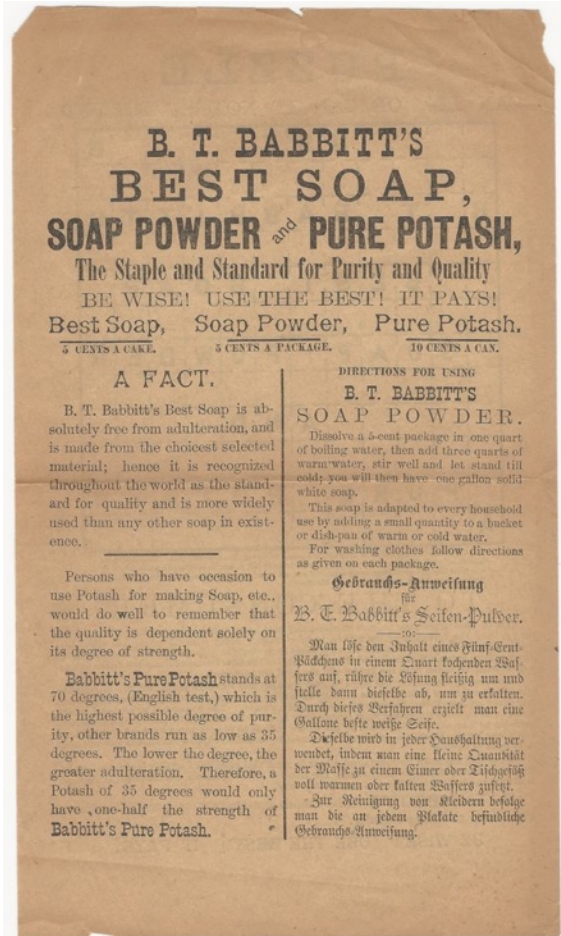 B. T. BABBITT'S
BEST SOAP,
SOAP POWDER and PURE POTASH,
The Staple and Standard for Purity and Quality
BE WISE! USE THE BEST! IT PAYS!
Best Soap, Soap Powder, Pure Potash.
5 CENTS A CAKE. 5 CENTS A PACKAGE. 10 CENTS A CAN.
A FACT.
B. T. Babbitt's Best Soap is ab-
solutely free from adulteration, and
is made from the choicest selected
material; hence it is recognized
throughout the world as the stand-
ard for quality and is more widely
used than any other soap in exist-
ence.
Persons who have occasion to
use Potash for making Soap, etc.,
would do well to remember that
the quality is dependent solely on
its degree of strength.
Babbitt's Pure Potash stands at
70 degrees, (English test,) which is
the highest possible degree of pur-
ity, other brands run as low as 35
degrees. The lower the degree, the
greater adulteration. Therefore, a
Potash of 35 degrees would only
have one-half the strength of
Babbitt's Pure Potash.
DIRECTIONS FOR USING
B. T. BABBITT'S
SOAP POWDER.
Dissolve a 5-cent package in one quart
of boiling water, then add three quarts of
warm water, stir well and let stand till
cold; you will then have one gallon solid
white soap.
This soap is adapted to every household
use by adding a small quantity to a bucket
or dish-pan of warm or cold water.
For washing clothes follow directions
as given on each package.
Gebrauchs-Anweisung
für
B. T. Babbitt's Seifen-Pulver.
:o:
Man löse den Inhalt eines Fünf-Cent-
Päckchens in einem Quart kochenden Was-
sers auf, rühre die Lösung fleißig um und
stelle dann dieselbe ab, um zu erkalten.
Durch dieses Verfahren erzielt man eine
Gallone beste weiße Seife.
Dieselbe wird in jeder Haushaltung ver-
wendet, indem man eine kleine Quantität
der Masse zu einem Eimer oder Tischgefäß
voll warmen oder kalten Wassers zusetzt.
Zur Reinigung von Kleidern befolge
man die an jedem Plakate befindliche
Gebrauchs-Anweisung.